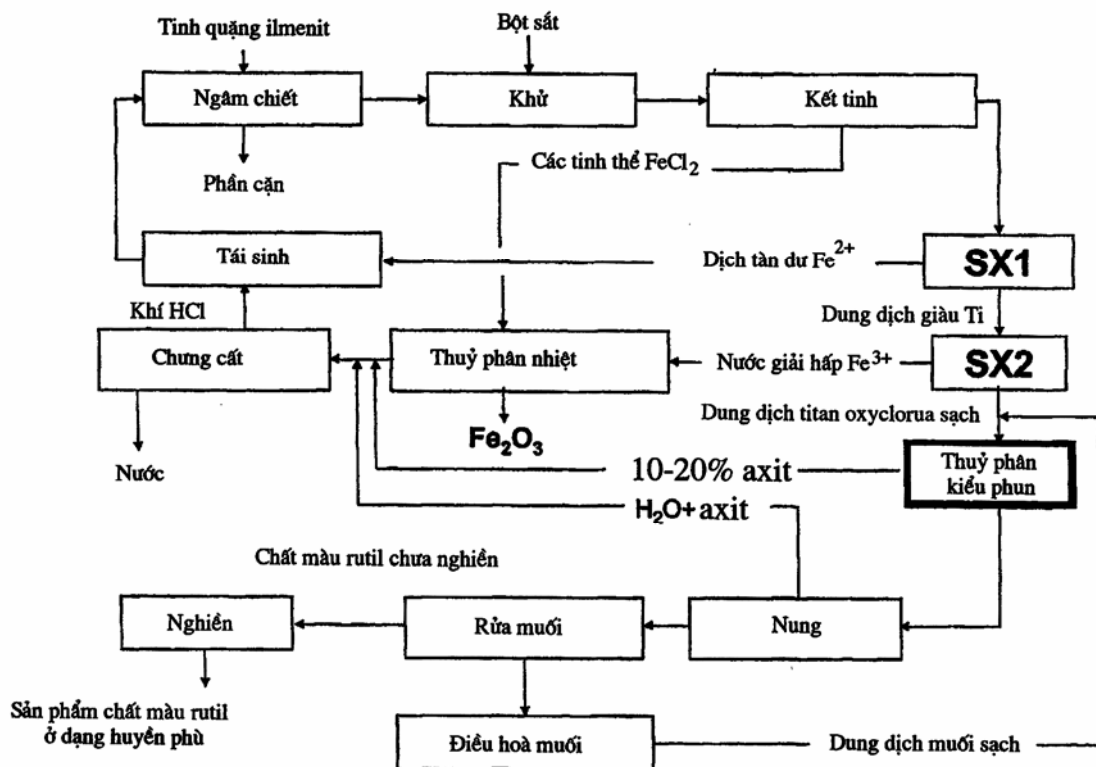 Tinh quặng ilmenit
Bột sắt
Ngâm chiết
Khử
Kết tinh
Các tinh thể FeCl₂
Phần cặn
Tái sinh
Dịch tàn dư Fe²⁺
SX1
Khí HCl
Dung dịch giàu Ti
Chưng cất
Thuỷ phân nhiệt
Nước giải hấp Fe³⁺
SX2
Dung dịch titan oxyclorua sạch
Fe₂O₃
Nước
10-20% axit
Thuỷ phân
kiểu phun
H₂O+ axit
Chất màu rutil chưa nghiền
Nghiền
Rửa muối
Nung
Sản phẩm chất màu rutil
ở dạng huyền phù
Điều hoà muối
Dung dịch muối sạch